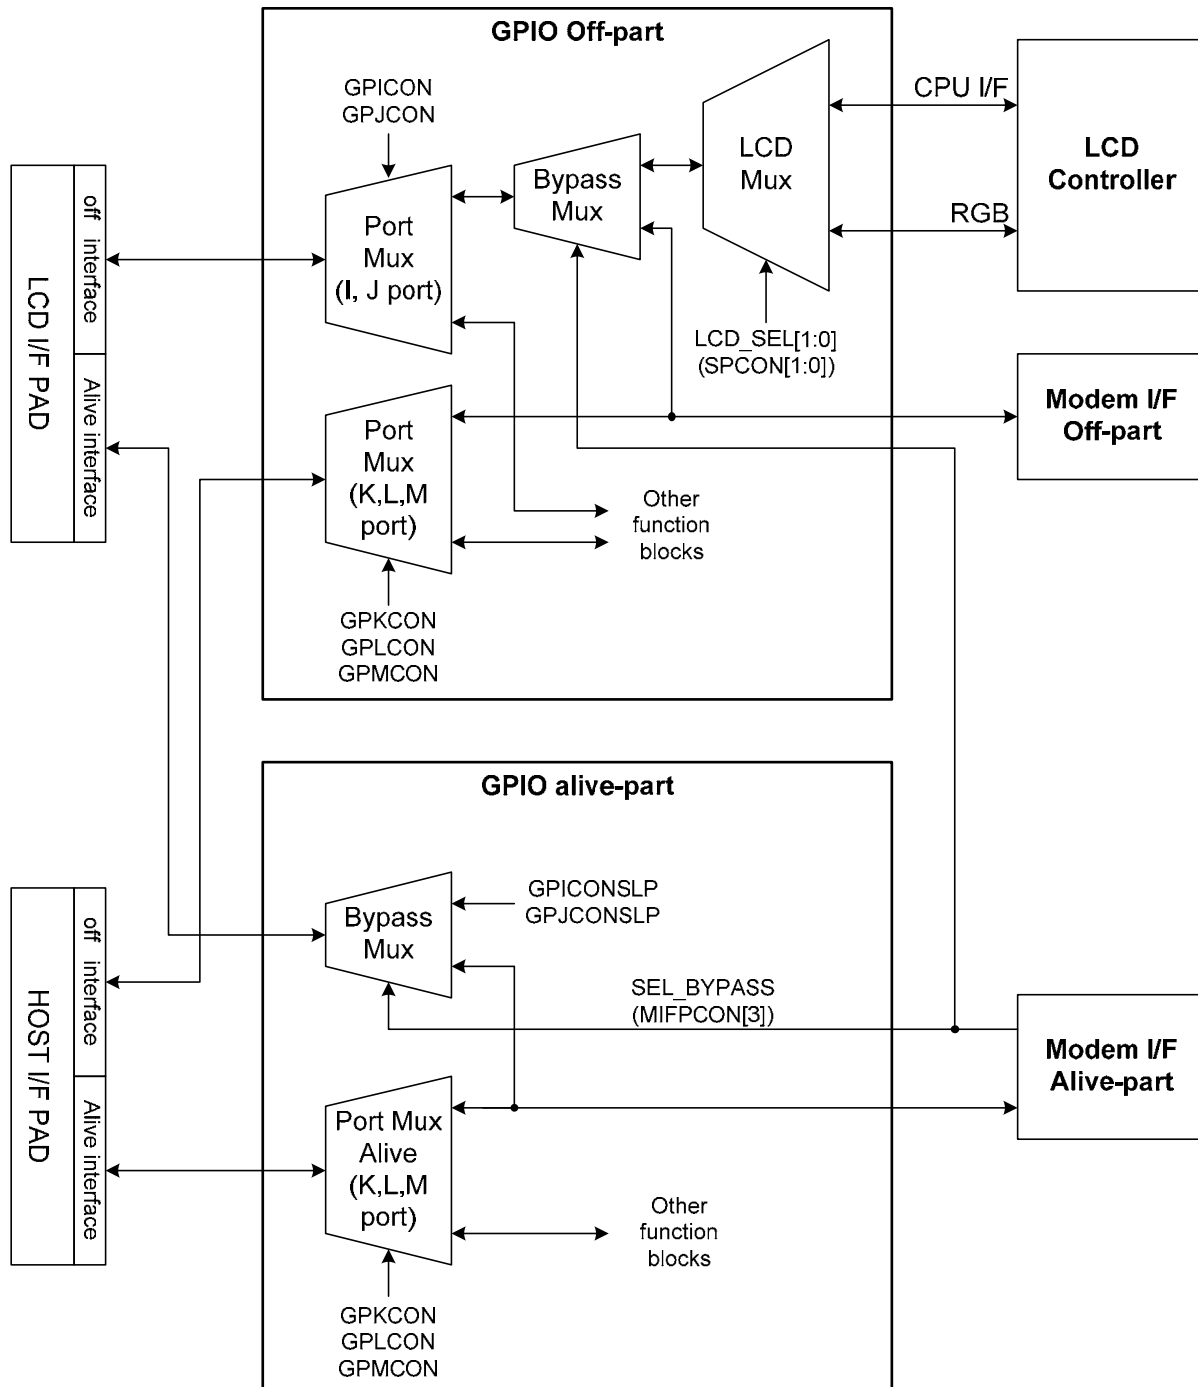 GPIO Off-part
GPICON
GPJCON
Port
Mux
(I, J port)
Bypass
Mux
LCD
Mux
CPU I/F
RGB
LCD
Controller
LCD_SEL[1:0]
(SPCON[1:0])
LCD I/F PAD
off interface
Alive interface
Port
Mux
(K,L,M
port)
Modem I/F
Off-part
Other
function
blocks
GPKCON
GPLCON
GPMCON
GPIO alive-part
Bypass
Mux
GPICONSLP
GPJCONSLP
SEL_BYPASS
(MIFPCON[3])
HOST I/F PAD
off interface
Alive interface
Modem I/F
Alive-part
Port Mux
Alive
(K,L,M
port)
Other
function
blocks
GPKCON
GPLCON
GPMCON